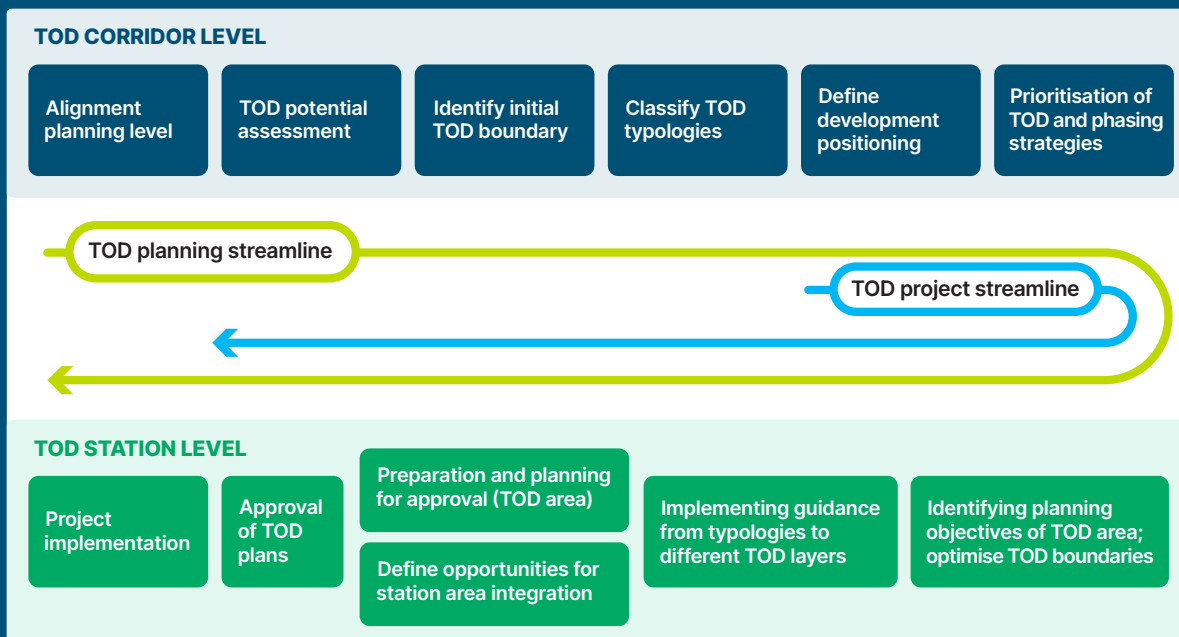 TOD CORRIDOR LEVEL
Alignment
planning level
TOD potential
assessment
Identify initial
TOD boundary
Classify TOD
typologies
Define
development
positioning
Prioritisation of
TOD and phasing
strategies
TOD planning streamline
TOD project streamline
TOD STATION LEVEL
Project
implementation
Approval
of TOD
plans
Preparation and planning
for approval (TOD area)
Define opportunities for
station area integration
Implementing guidance
from typologies to
different TOD layers
Identifying planning
objectives of TOD area;
optimise TOD boundaries